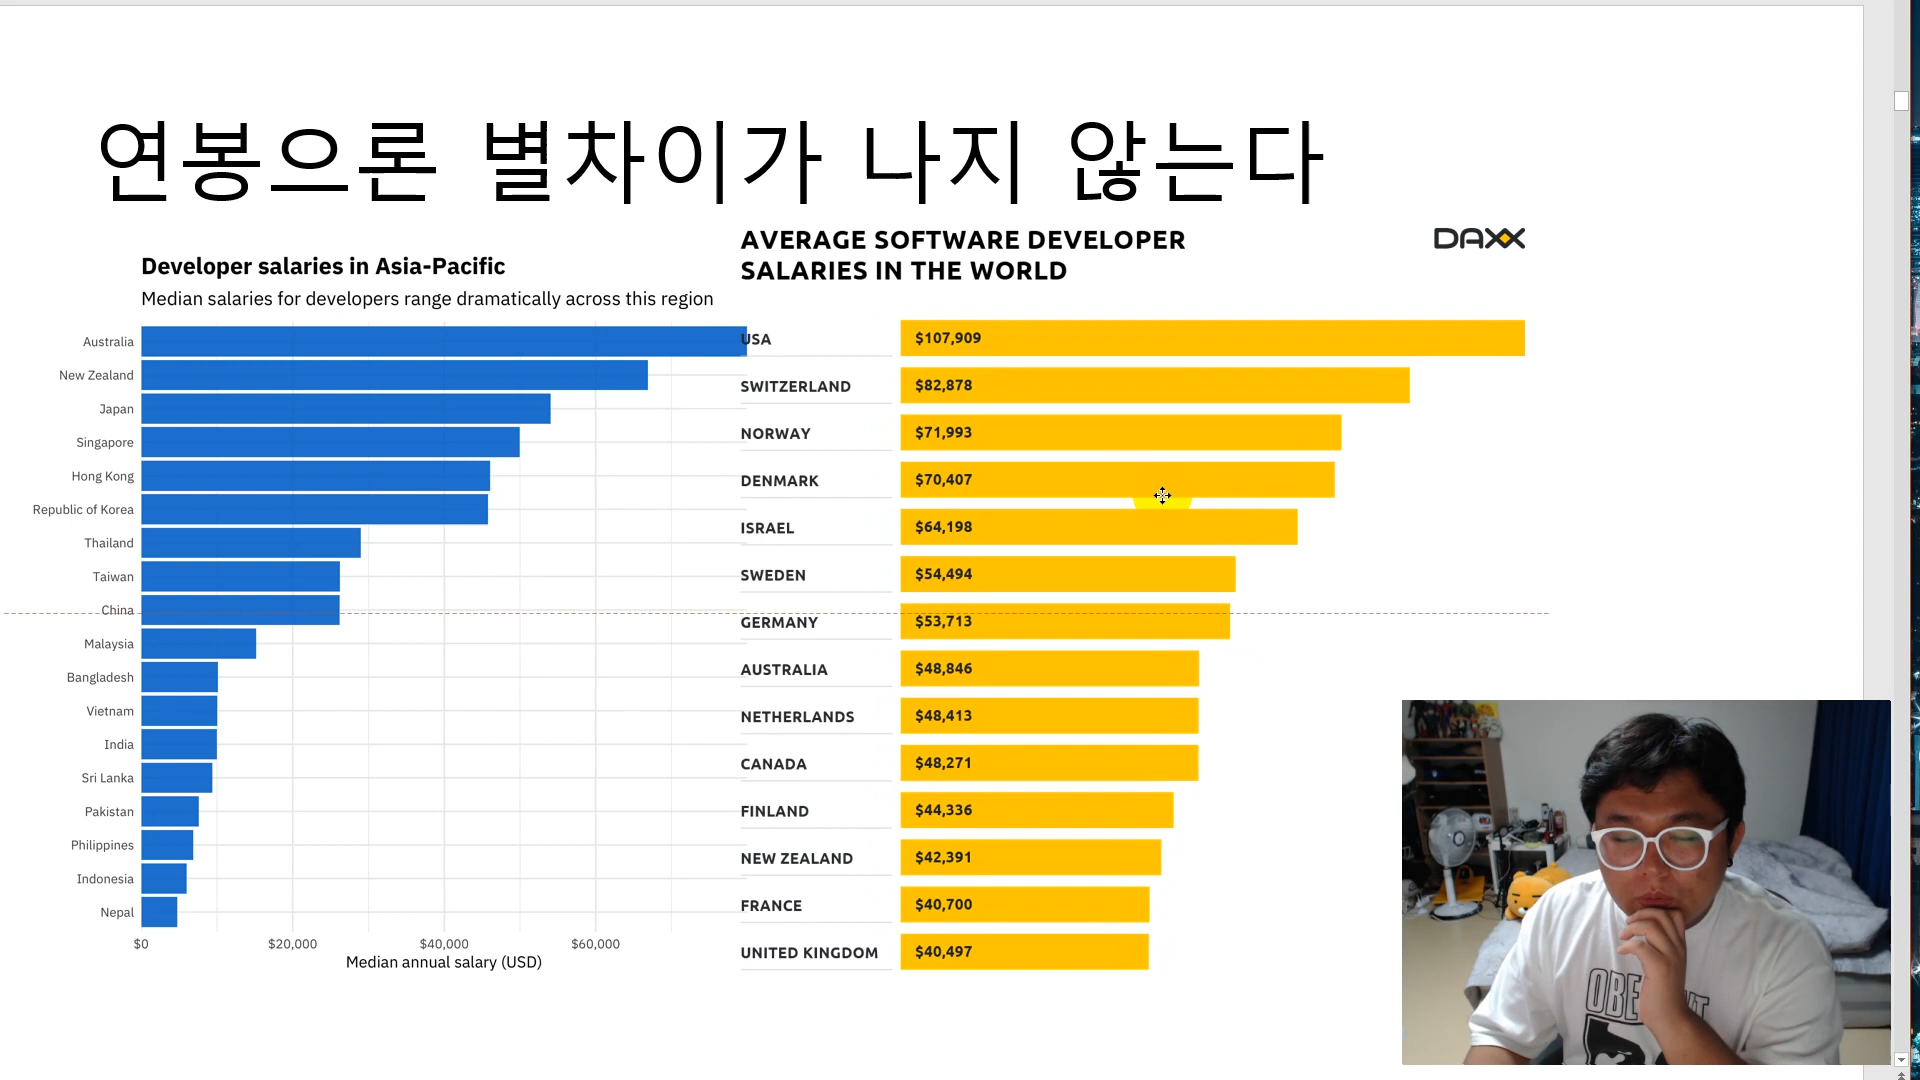 연봉으론 별차이가 나지 않는다
Developer salaries in Asia-Pacific
Median salaries for developers range dramatically across this region
Australia
New Zealand
Japan
Singapore
Hong Kong
Republic of Korea
Thailand
Taiwan
China
Malaysia
Bangladesh
Vietnam
India
Sri Lanka
Pakistan
Philippines
Indonesia
Nepal
$0 $20,000 $40,000 $60,000
Median annual salary (USD)
AVERAGE SOFTWARE DEVELOPER
SALARIES IN THE WORLD
DAXX
USA $107,909
SWITZERLAND $82,878
NORWAY $71,993
DENMARK $70,407
ISRAEL $64,198
SWEDEN $54,494
GERMANY $53,713
AUSTRALIA $48,846
NETHERLANDS $48,413
CANADA $48,271
FINLAND $44,336
NEW ZEALAND $42,391
FRANCE $40,700
UNITED KINGDOM $40,497